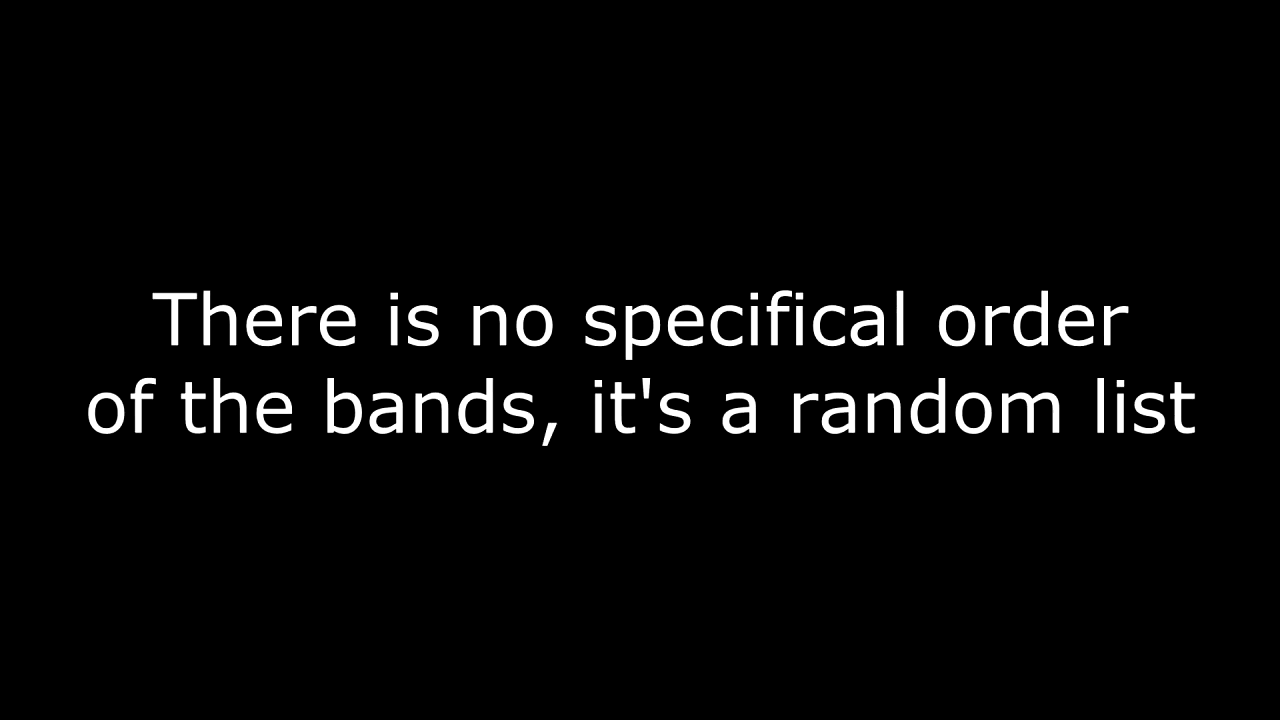 There is no specifical order
of the bands, it's a random list